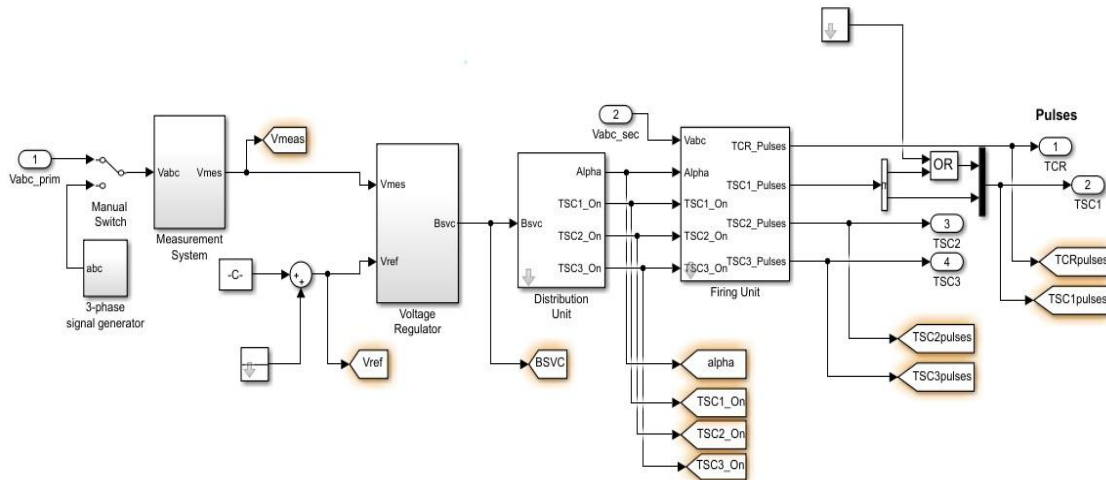 1
Vabc_prim
Manual
Switch
abc
3-phase
signal generator
Vabc
Vmes
Measurement
System
Vmeas
-C-
+
+
Vref
Vmes
Vref
Bsvc
Voltage
Regulator
BSVC
Bsvc
Alpha
TSC1_On
TSC2_On
TSC3_On
Distribution
Unit
2
Vabc_sec
Vabc
Alpha
TSC1_On
TSC2_On
TSC3_On
TCR_Pulses
TSC1_Pulses
TSC2_Pulses
TSC3_Pulses
Firing Unit
alpha
TSC1_On
TSC2_On
TSC3_On
OR
Pulses
1
TCR
2
TSC1
3
TSC2
4
TSC3
TCRpulses
TSC1pulses
TSC2pulses
TSC3pulses